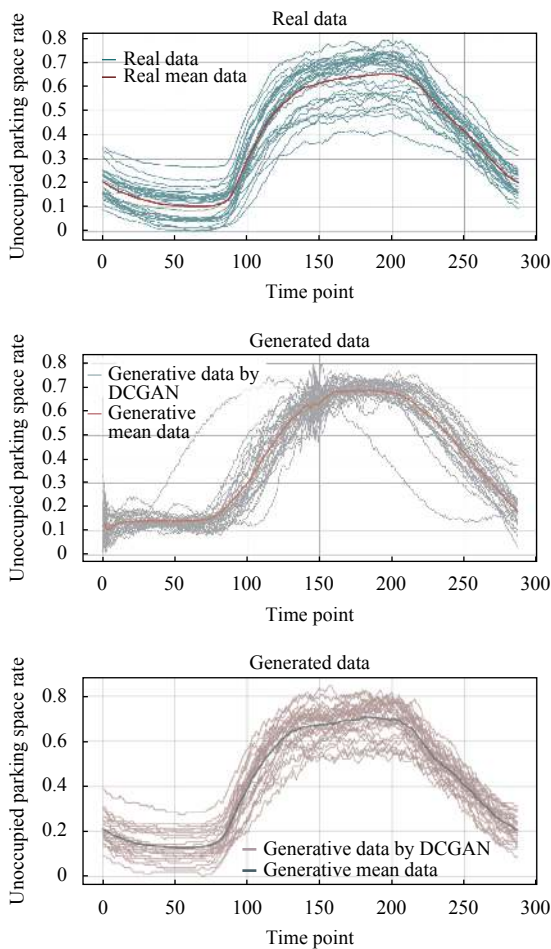 Real data
Unoccupied parking space rate
0.8
0.7
0.6
0.5
0.4
0.3
0.2
0.1
0
Real data
Real mean data
0 50 100 150 200 250 300
Time point
Generated data
Unoccupied parking space rate
0.8
0.7
0.6
0.5
0.4
0.3
0.2
0.1
0
Generative data by
DCGAN
Generative
mean data
0 50 100 150 200 250 300
Time point
Generated data
Unoccupied parking space rate
0.8
0.6
0.4
0.2
0
Generative data by DCGAN
Generative mean data
0 50 100 150 200 250 300
Time point